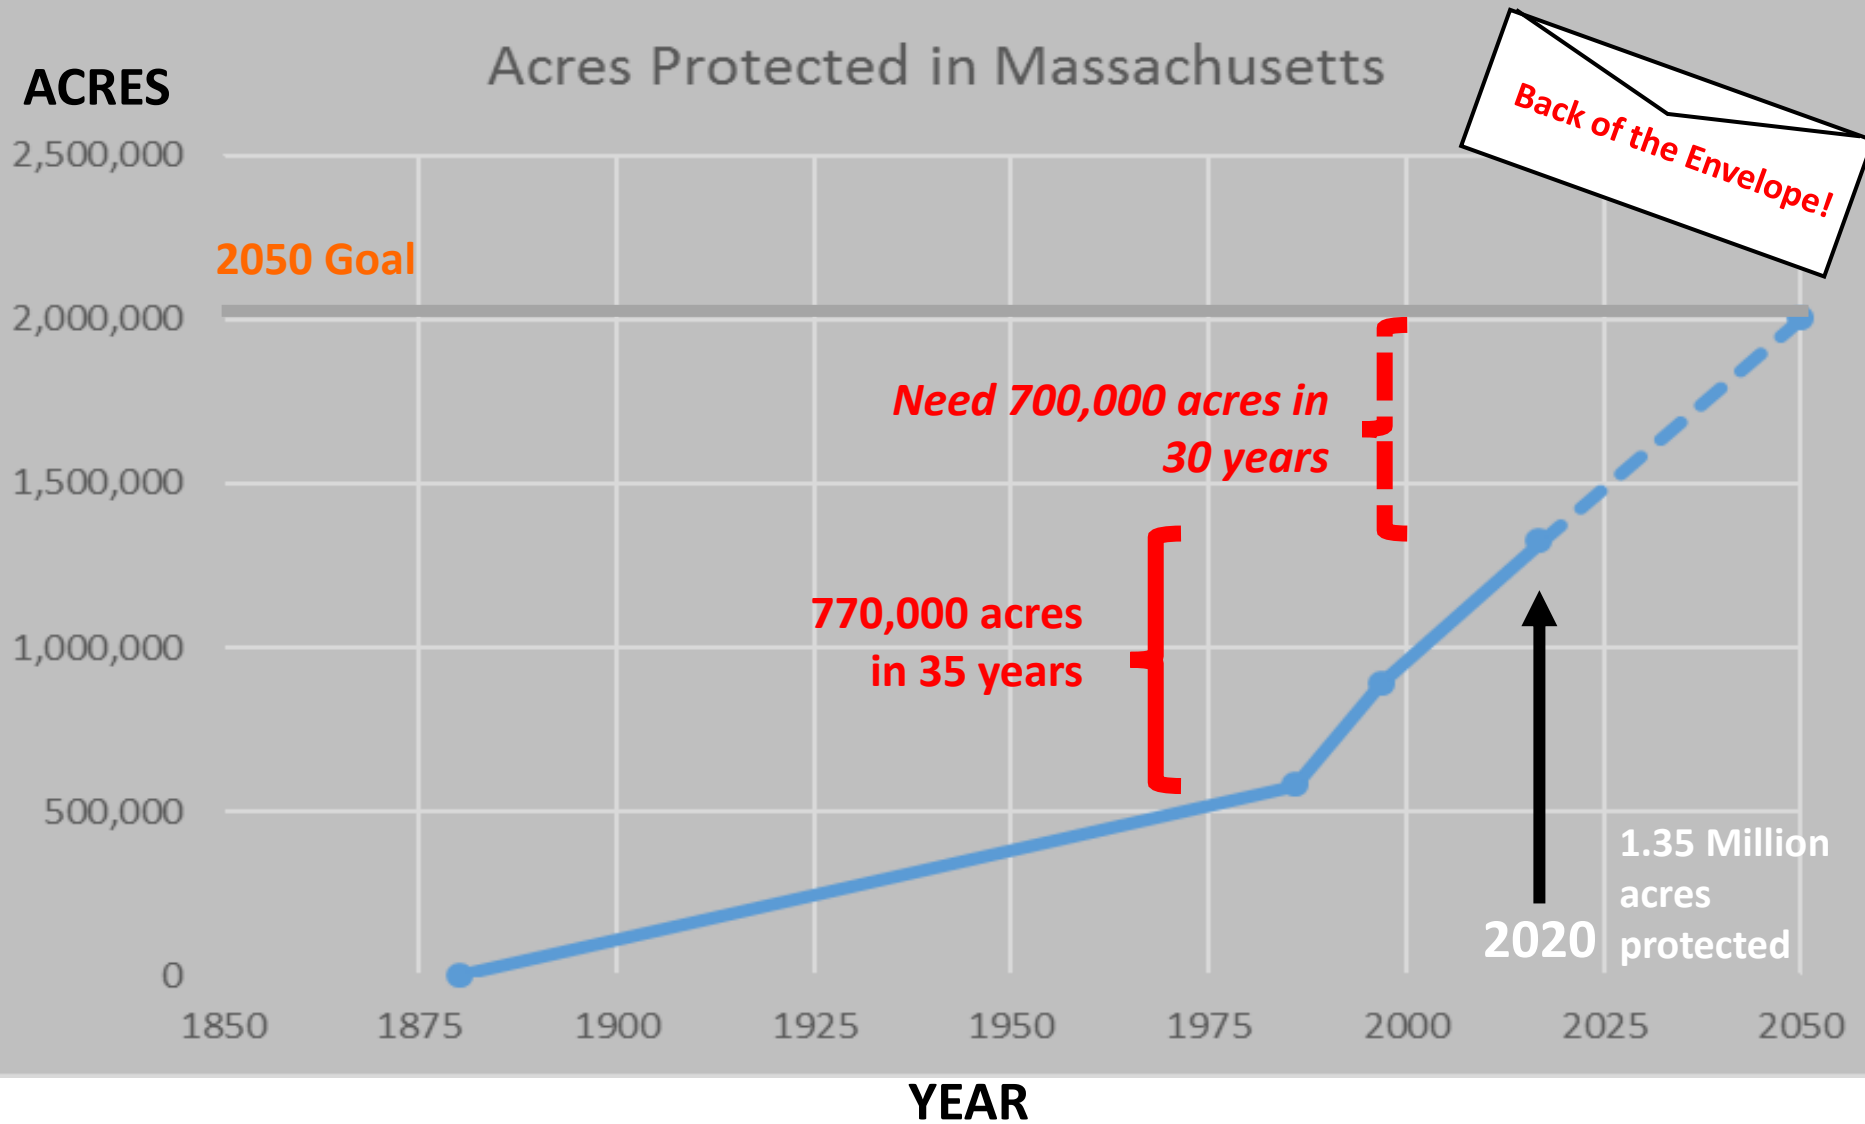 Acres Protected in Massachusetts
ACRES
Back of the Envelope!
2,500,000
2050 Goal
2,000,000
Need 700,000 acres in
30 years
1,500,000
770,000 acres
in 35 years
1,000,000
500,000
1.35 Million
acres
protected
2020
0
1850 1875 1900 1925 1950 1975 2000 2025 2050
YEAR